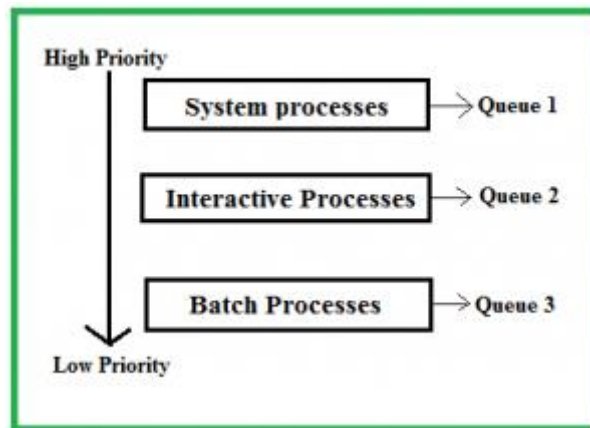 High Priority
System processes
Queue 1
Interactive Processes
Queue 2
Batch Processes
Queue 3
Low Priority